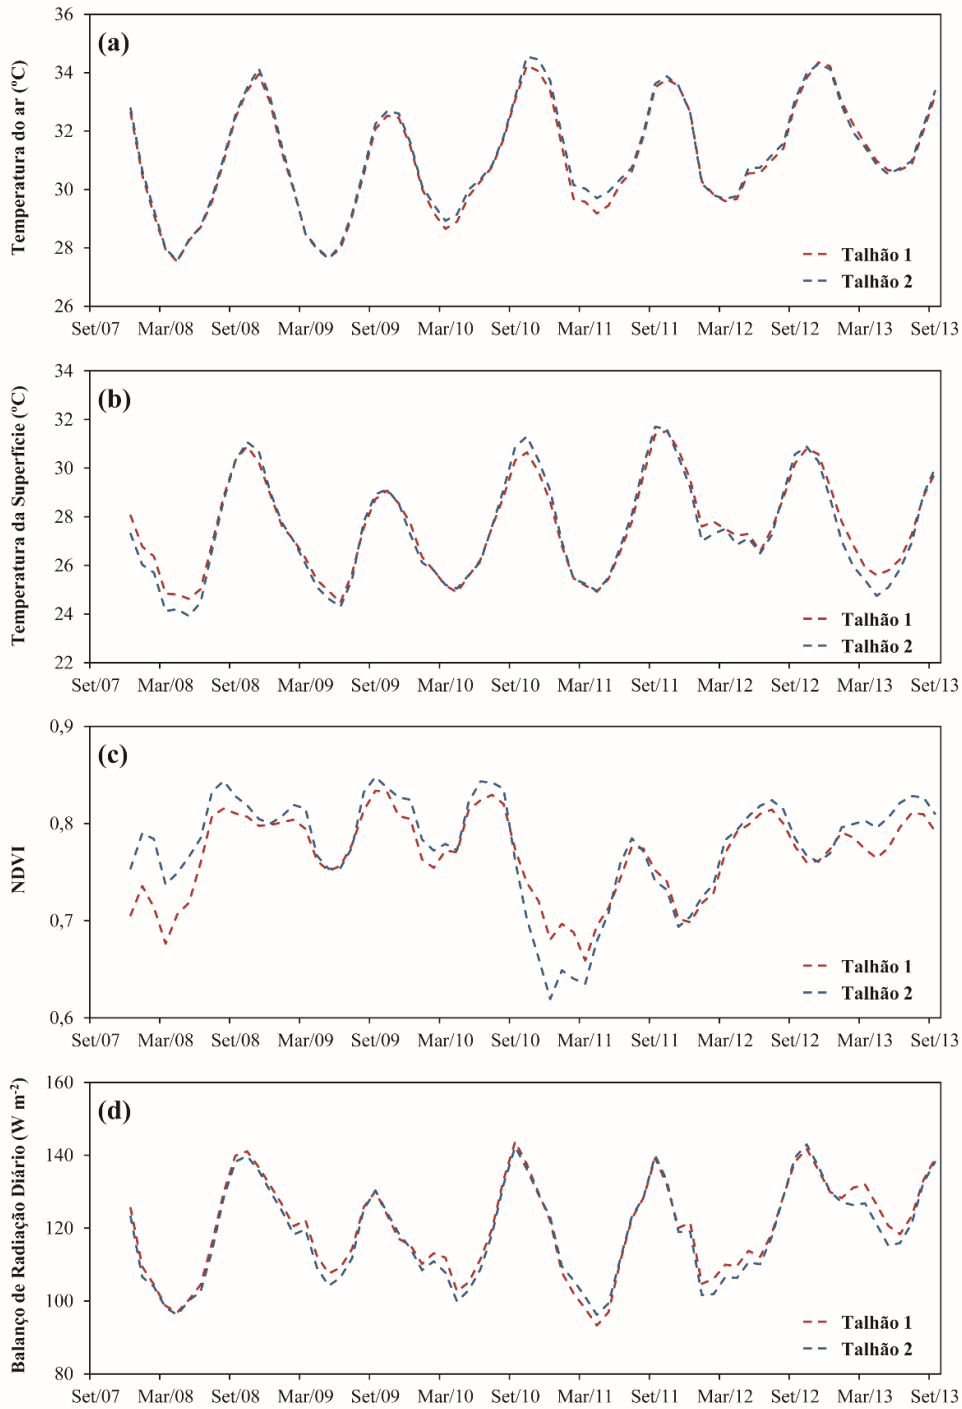 (a)
Temperatura do ar (ºC)
36
34
32
30
28
26
Talhão 1
Talhão 2
Set/07 Mar/08 Set/08 Mar/09 Set/09 Mar/10 Set/10 Mar/11 Set/11 Mar/12 Set/12 Mar/13 Set/13
(b)
Temperatura da Superfície (ºC)
34
32
30
28
26
24
22
Talhão 1
Talhão 2
Set/07 Mar/08 Set/08 Mar/09 Set/09 Mar/10 Set/10 Mar/11 Set/11 Mar/12 Set/12 Mar/13 Set/13
(c)
NDVI
0,9
0,8
0,7
0,6
Talhão 1
Talhão 2
Set/07 Mar/08 Set/08 Mar/09 Set/09 Mar/10 Set/10 Mar/11 Set/11 Mar/12 Set/12 Mar/13 Set/13
(d)
Balanço de Radiação Diário (W m-2)
160
140
120
100
80
Talhão 1
Talhão 2
Set/07 Mar/08 Set/08 Mar/09 Set/09 Mar/10 Set/10 Mar/11 Set/11 Mar/12 Set/12 Mar/13 Set/13